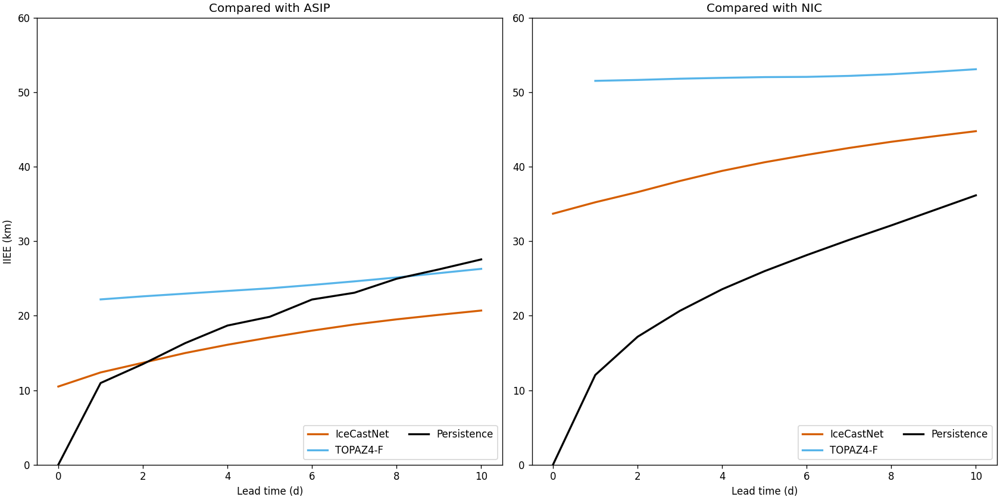 Compared with ASIP
60
50
40
30
20
10
0
IIEE (km)
0 2 4 6 8 10
Lead time (d)
IceCastNet Persistence
TOPAZ4-F
Compared with NIC
60
50
40
30
20
10
0
0 2 4 6 8 10
Lead time (d)
IceCastNet Persistence
TOPAZ4-F